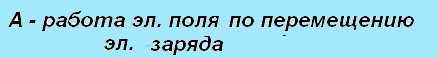 А - работа эл. поля по перемещению
эл. заряда